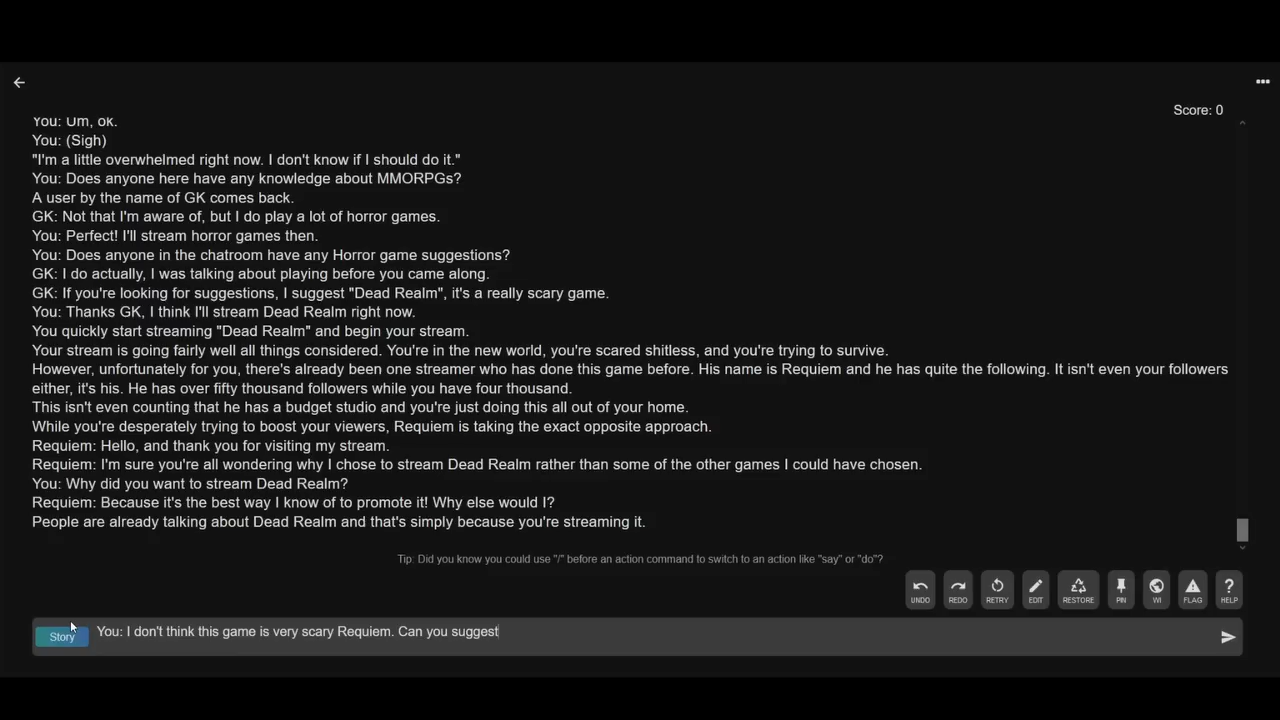 Score: 0
You: Um, ok.
You: (Sigh)
"I'm a little overwhelmed right now. I don't know if I should do it."
You: Does anyone here have any knowledge about MMORPGs?
A user by the name of GK comes back.
GK: Not that I'm aware of, but I do play a lot of horror games.
You: Perfect! I'll stream horror games then.
You: Does anyone in the chatroom have any Horror game suggestions?
GK: I do actually, I was talking about playing before you came along.
GK: If you're looking for suggestions, I suggest "Dead Realm", it's a really scary game.
You: Thanks GK, I think I'll stream Dead Realm right now.
You quickly start streaming "Dead Realm" and begin your stream.
Your stream is going fairly well all things considered. You're in the new world, you're scared shitless, and you're trying to survive.
However, unfortunately for you, there's already been one streamer who has done this game before. His name is Requiem and he has quite the following. It isn't even your followers
either, it's his. He has over fifty thousand followers while you have four thousand.
This isn't even counting that he has a budget studio and you're just doing this all out of your home.
While you're desperately trying to boost your viewers, Requiem is taking the exact opposite approach.
Requiem: Hello, and thank you for visiting my stream.
Requiem: I'm sure you're all wondering why I chose to stream Dead Realm rather than some of the other games I could have chosen.
You: Why did you want to stream Dead Realm?
Requiem: Because it's the best way I know of to promote it! Why else would I?
People are already talking about Dead Realm and that's simply because you're streaming it.
Tip: Did you know you could use "/" before an action command to switch to an action like "say" or "do"?
UNDO REDO RETRY EDIT RESTORE PIN WI FLAG HELP
Story You: I don't think this game is very scary Requiem. Can you suggest